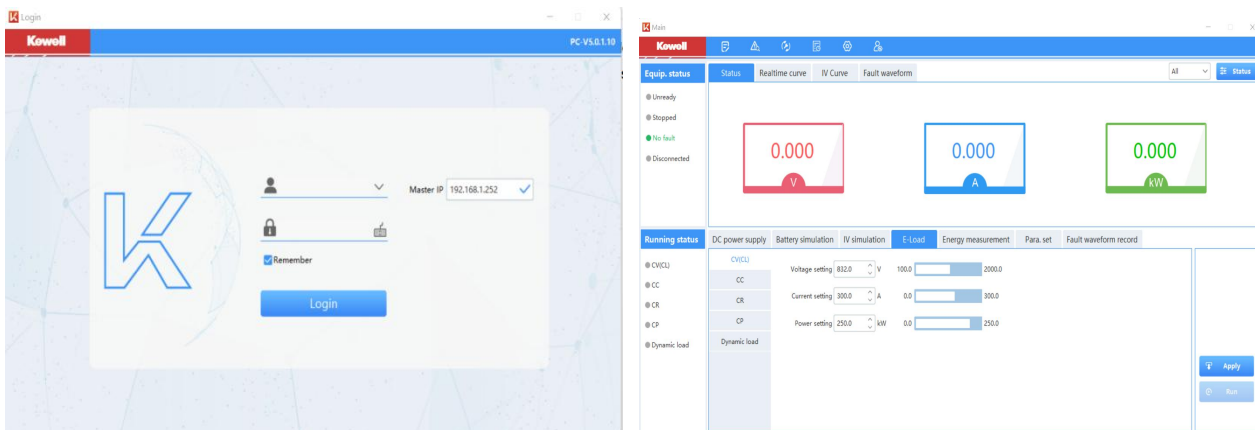 Login
Kewell
PC-V5.0.1.10
Master IP 192.168.1.252
Remember
Login
Main
Kewell
Equip. status Status Realtime curve IV Curve Fault waveform All Status
Unready
Stopped
No fault
Disconnected
0.000 0.000 0.000
V A kW
Running status DC power supply Battery simulation IV simulation E-Load Energy measurement Para. set Fault waveform record
CV(CL)
CC
CR
CP
Dynamic load
CV(CL)
CC
CR
CP
Dynamic load
Voltage setting 832.0 V 100.0 2000.0
Current setting 300.0 A 0.0 300.0
Power setting 250.0 kW 0.0 250.0
Apply
Run